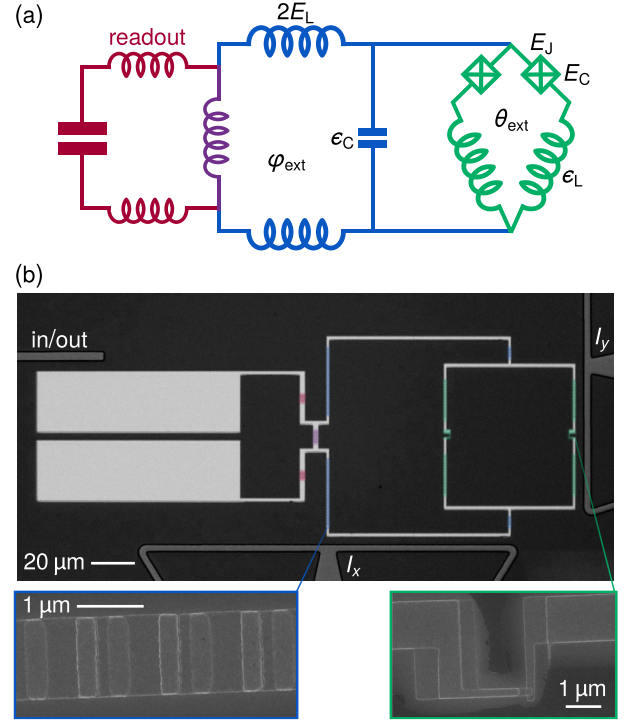 (a)
2E_L
readout
E_J
E_C
θ_ext
ϵ_C
φ_ext
ϵ_L
(b)
in/out
I_y
20 µm
I_x
1 µm
1 µm